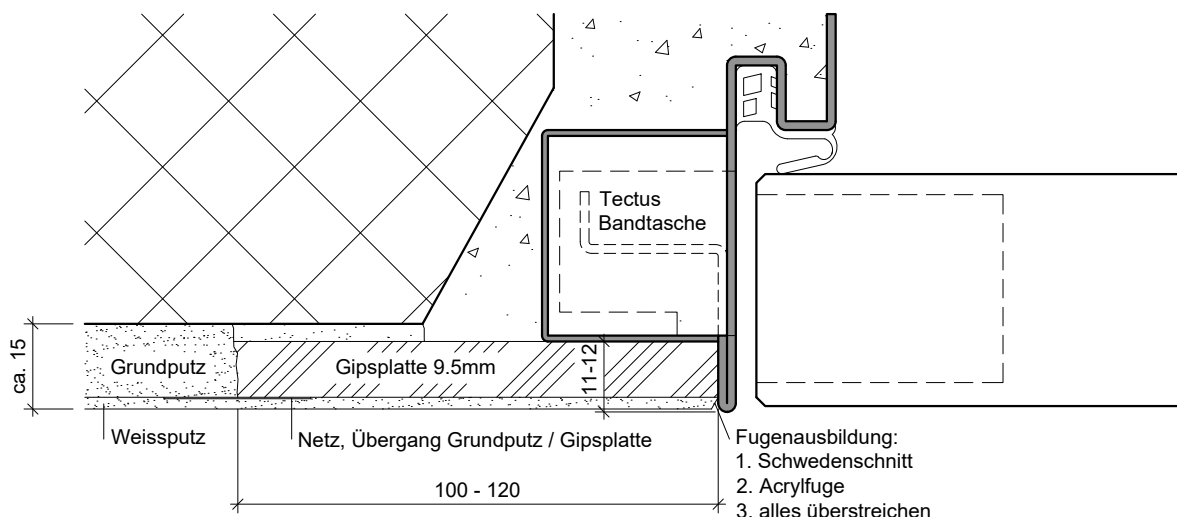 Tectus
Bandtasche
ca. 15
Grundputz
Gipsplatte 9.5mm
11-12
Weissputz
Netz, Übergang Grundputz / Gipsplatte
Fugenausbildung:
1. Schwedenschnitt
2. Acrylfuge
3. alles überstreichen
100 - 120